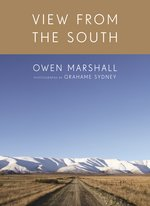 VIEW FROM
THE SOUTH
OWEN MARSHALL
PHOTOGRAPHS BY GRAHAME SYDNEY